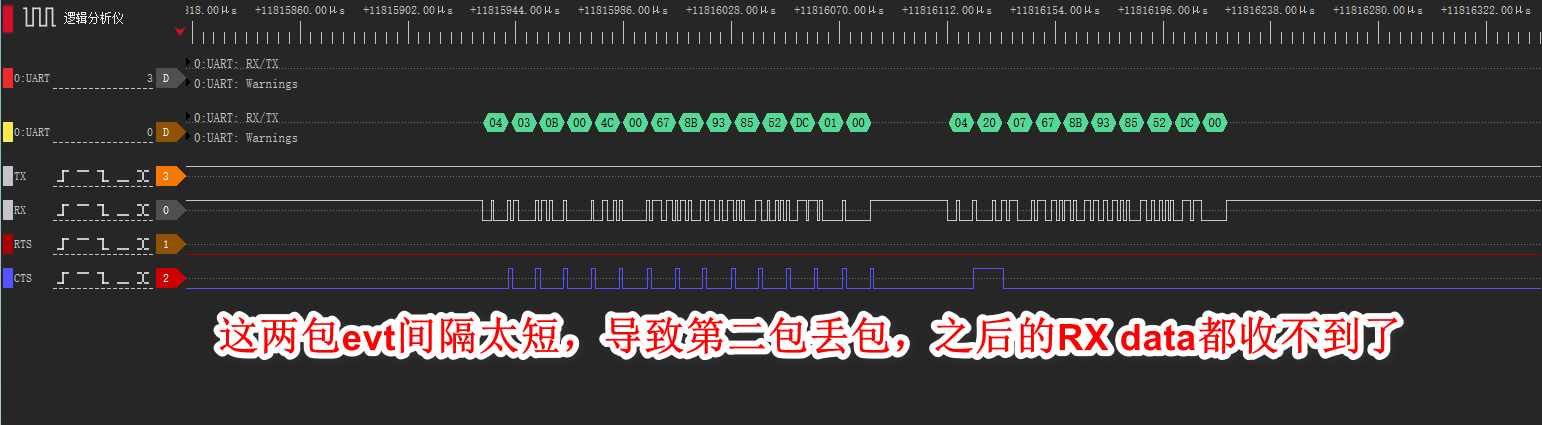 逻辑分析仪
318.00μs +11815860.00μs +11815902.00μs +11815944.00μs +11815986.00μs +11816028.00μs +11816070.00μs +11816112.00μs +11816154.00μs +11816196.00μs +11816238.00μs +11816280.00μs +11816322.00μs
0:UART 3 D
0:UART: RX/TX
0:UART: Warnings
0:UART 0 D
0:UART: RX/TX
0:UART: Warnings
04 03 0B 00 4C 00 67 8B 93 85 52 DC 01 00 04 20 07 67 8B 93 85 52 DC 00
TX 3
RX 0
RTS 1
CTS 2
这两包evt间隔太短，导致第二包丢包，之后的RX data都收不到了